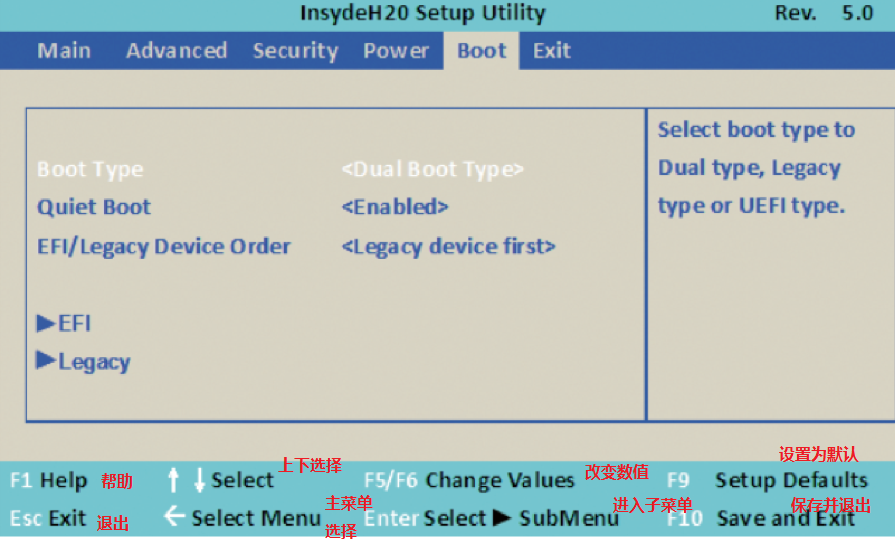 InsydeH20 Setup Utility Rev. 5.0
Main Advanced Security Power Boot Exit
Select boot type to
Dual type, Legacy
type or UEFI type.
Boot Type <Dual Boot Type>
Quiet Boot <Enabled>
EFI/Legacy Device Order <Legacy device first>
▶EFI
▶Legacy
F1 Help 帮助 ↑ ↓ Select 上下选择 F5/F6 Change Values 改变数值 F9 Setup Defaults 设置为默认
Esc Exit 退出 ← Select Menu 主菜单 选择 Enter Select ▶ SubMenu 进入子菜单 F10 Save and Exit 保存并退出